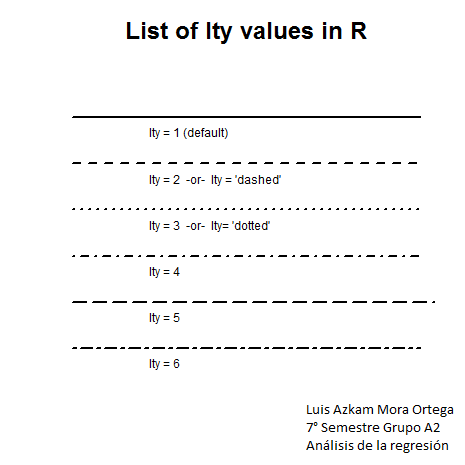 List of lty values in R
lty = 1 (default)
lty = 2 -or- lty = 'dashed'
lty = 3 -or- lty= 'dotted'
lty = 4
lty = 5
lty = 6
Luis Azkam Mora Ortega
7° Semestre Grupo A2
Análisis de la regresión